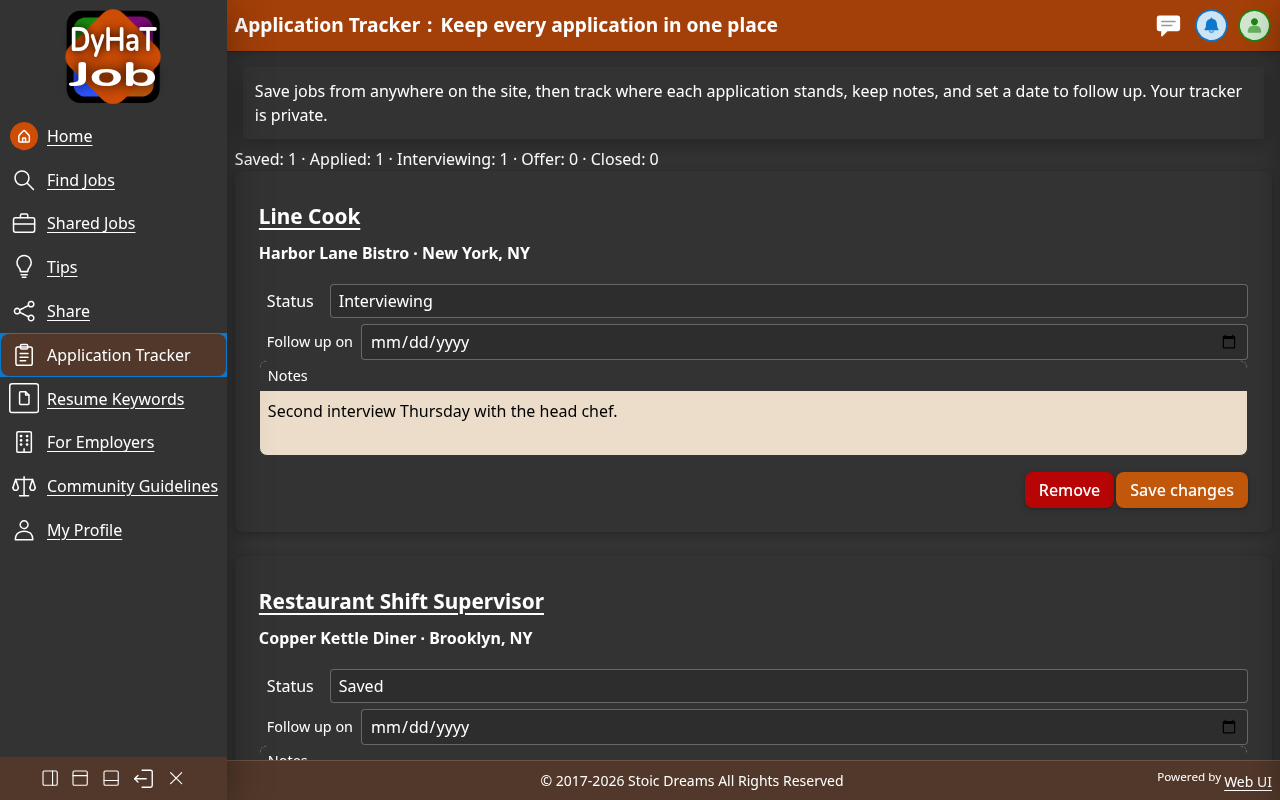 DyHaT
Job
Home
Find Jobs
Shared Jobs
Tips
Share
Application Tracker
Resume Keywords
For Employers
Community Guidelines
My Profile
Application Tracker : Keep every application in one place
Save jobs from anywhere on the site, then track where each application stands, keep notes, and set a date to follow up. Your tracker
is private.
Saved: 1 · Applied: 1 · Interviewing: 1 · Offer: 0 · Closed: 0
Line Cook
Harbor Lane Bistro · New York, NY
Status Interviewing
Follow up on mm/dd/yyyy
Notes
Second interview Thursday with the head chef.
Remove Save changes
Restaurant Shift Supervisor
Copper Kettle Diner · Brooklyn, NY
Status Saved
Follow up on mm/dd/yyyy
Notes
© 2017-2026 Stoic Dreams All Rights Reserved
Powered by Web UI